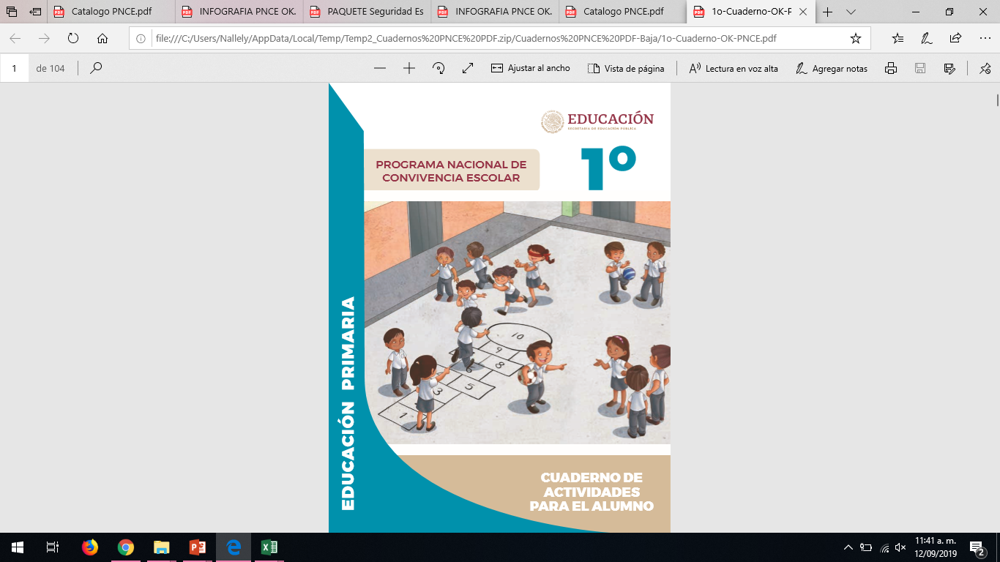 Catalogo PNCE.pdf
INFOGRAFIA PNCE OK.
PAQUETE Seguridad Es
INFOGRAFIA PNCE OK.
Catalogo PNCE.pdf
1o-Cuaderno-OK-P
file:///C:/Users/Nallely/AppData/Local/Temp/Temp2_Cuadernos%20PNCE%20PDF.zip/Cuadernos%20PNCE%20PDF-Baja/1o-Cuaderno-OK-PNCE.pdf
1 de 104
Ajustar al ancho
Vista de página
Lectura en voz alta
Agregar notas
EDUCACIÓN
SECRETARÍA DE EDUCACIÓN PÚBLICA
PROGRAMA NACIONAL DE
CONVIVENCIA ESCOLAR
1º
10
9
8
6
5
3
1
EDUCACIÓN PRIMARIA
CUADERNO DE
ACTIVIDADES
PARA EL ALUMNO
11:41 a. m.
12/09/2019
2